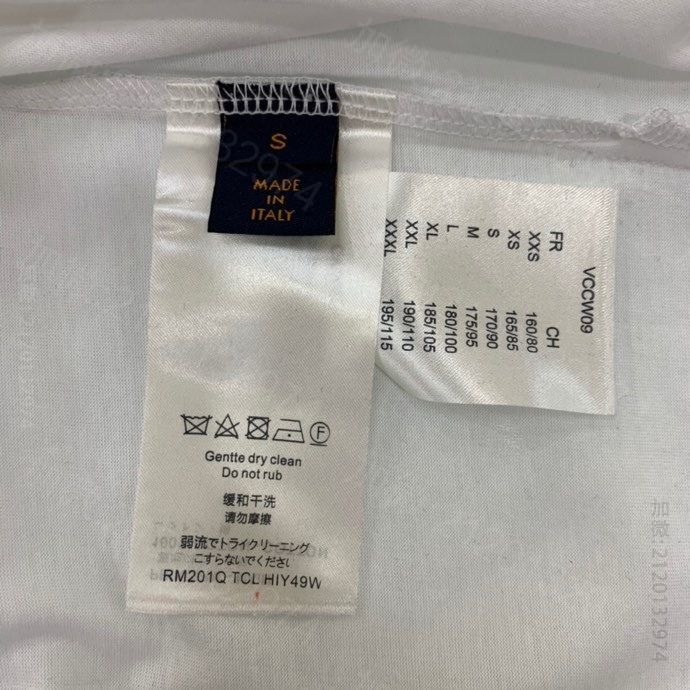 S
MADE
IN
ITALY
Gentte dry clean
Do not rub
缓和干洗
请勿摩擦
弱流でトライクリーニング
こすらないでください
RM201Q TCL HIY49W
VCCW09
FR CH
XXS 160/80
XS 165/85
S 170/90
M 175/95
L 180/100
XL 185/105
XXL 190/110
XXXL 195/115
32974